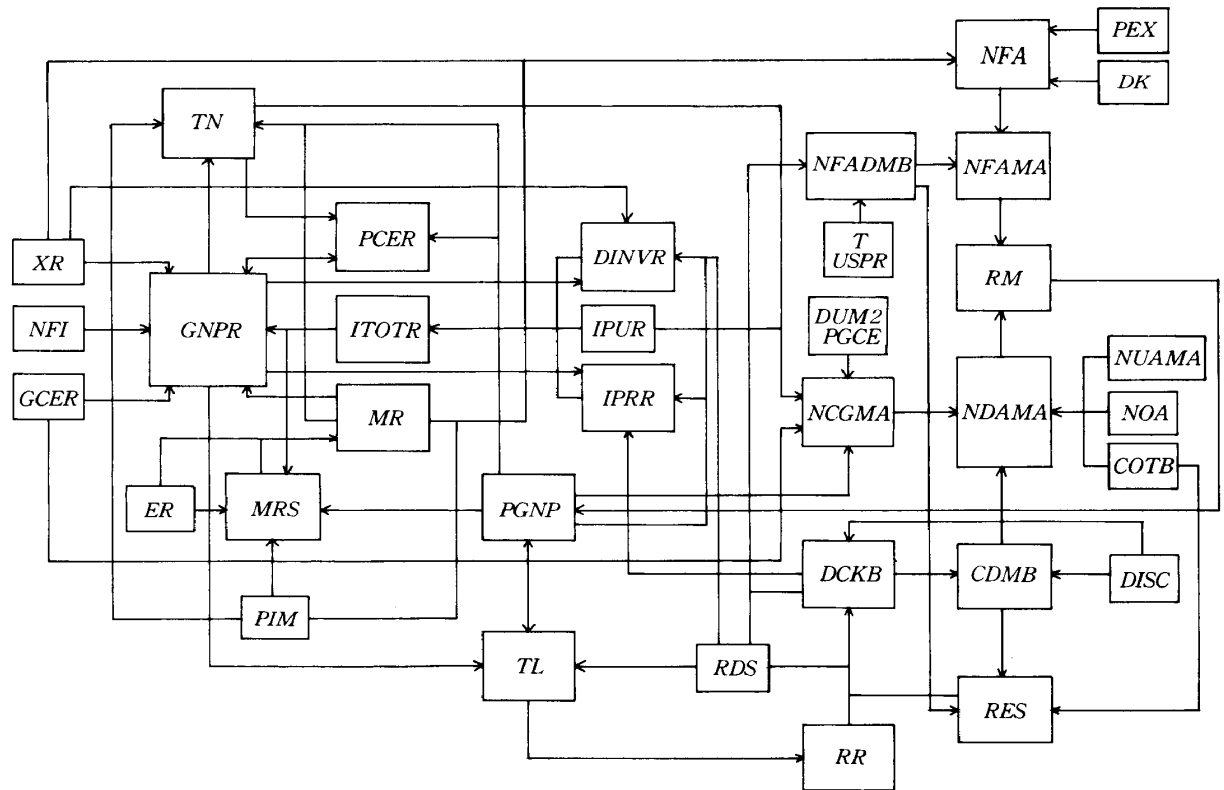 PEX
NFA
DK
TN
NFADMB
NFAMA
PCER
T
USPR
XR
DINVR
RM
NFI
GNPR
ITOTR
IPUR
DUM2
PGCE
NUAMA
GCER
MR
IPRR
NCGMA
NDAMA
NOA
COTB
ER
MRS
PGNP
DCKB
CDMB
DISC
PIM
TL
RDS
RES
RR